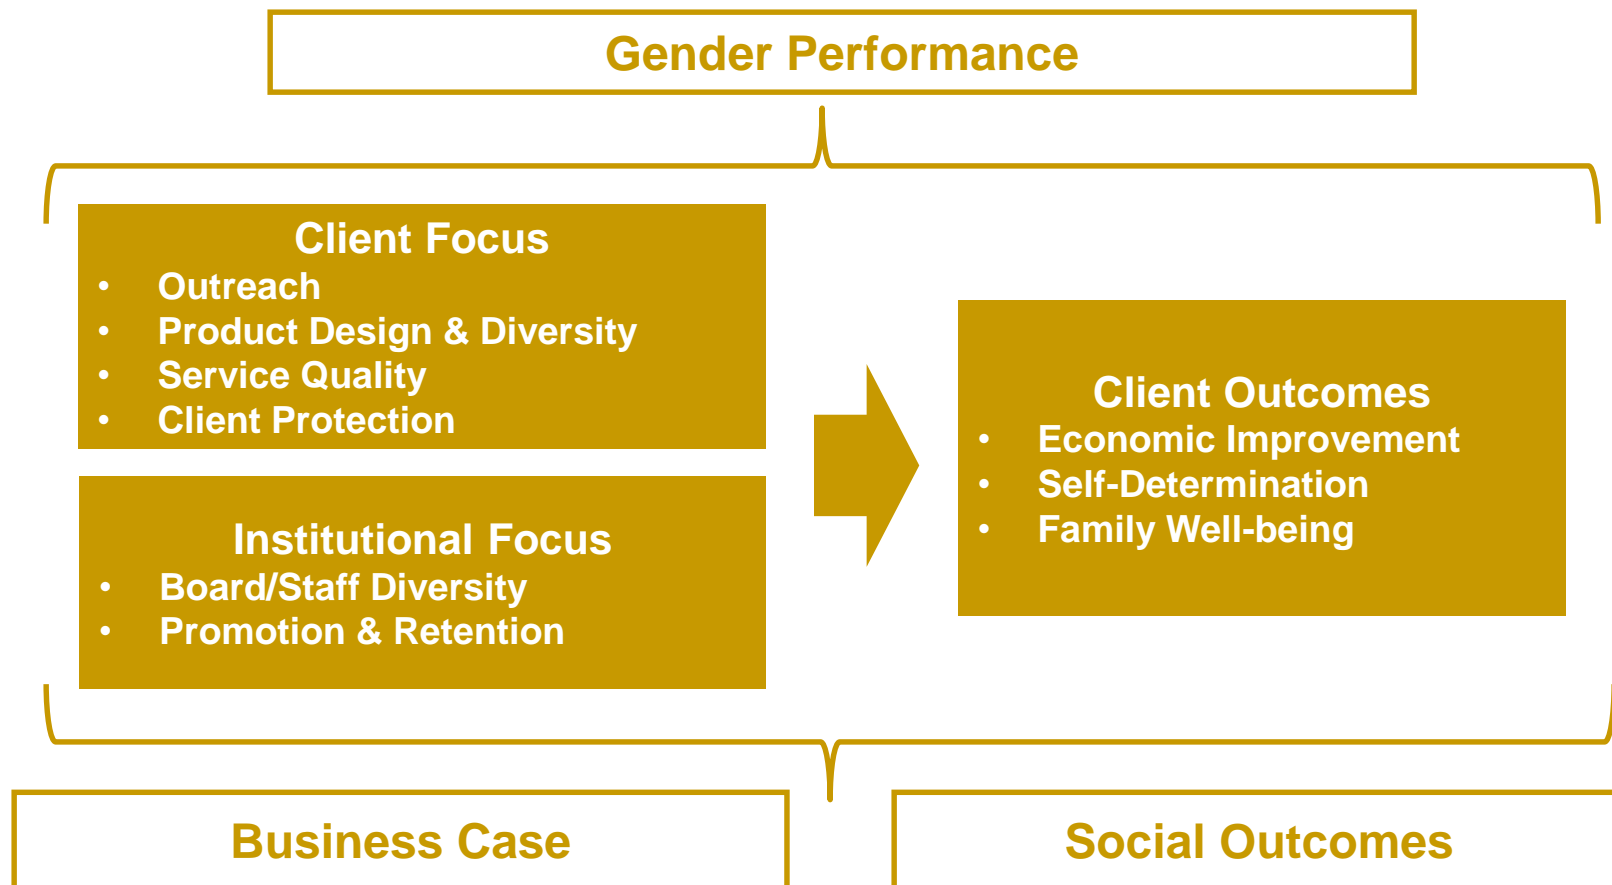 Gender Performance
Client Focus
• Outreach
• Product Design & Diversity
• Service Quality
• Client Protection
Institutional Focus
• Board/Staff Diversity
• Promotion & Retention
Client Outcomes
• Economic Improvement
• Self-Determination
• Family Well-being
Business Case
Social Outcomes